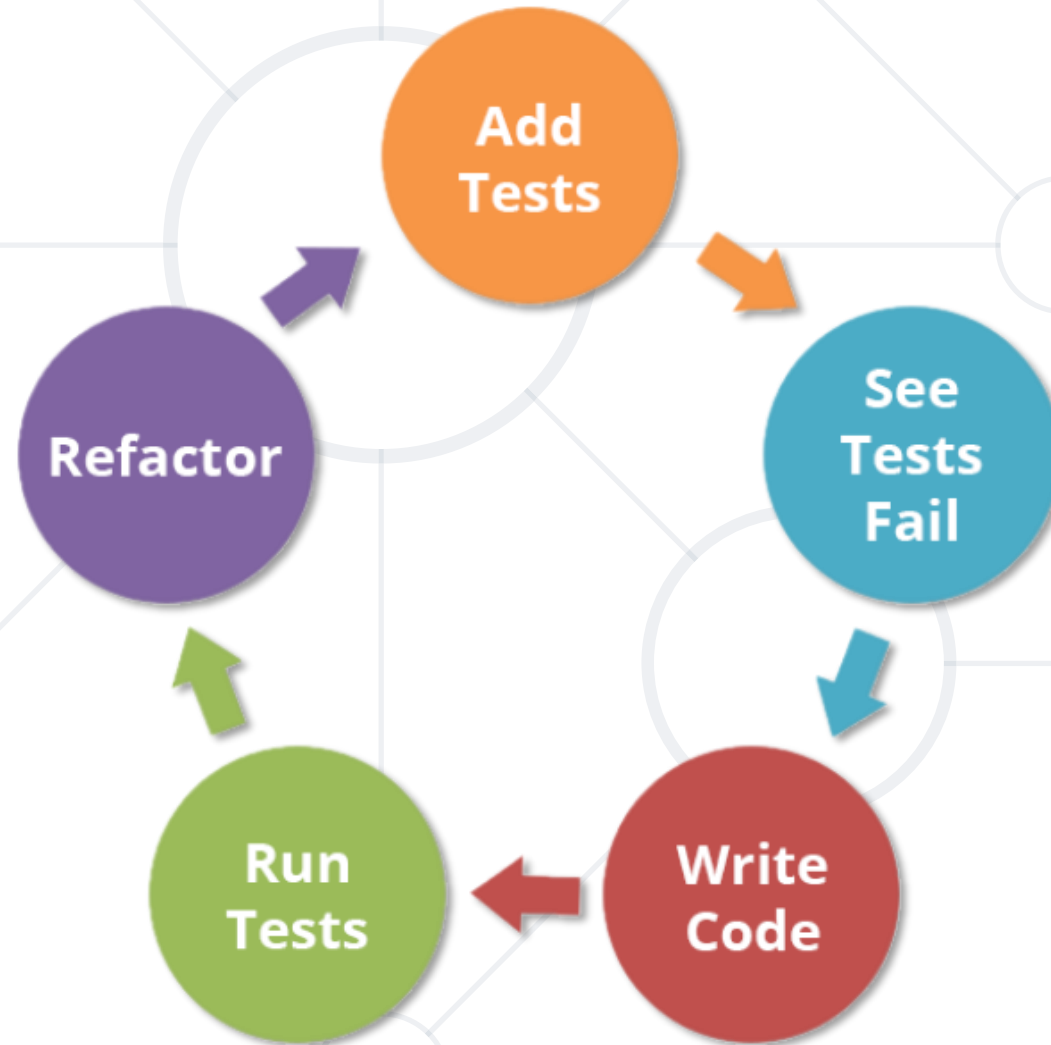 Add
Tests
See
Tests
Fail
Write
Code
Run
Tests
Refactor